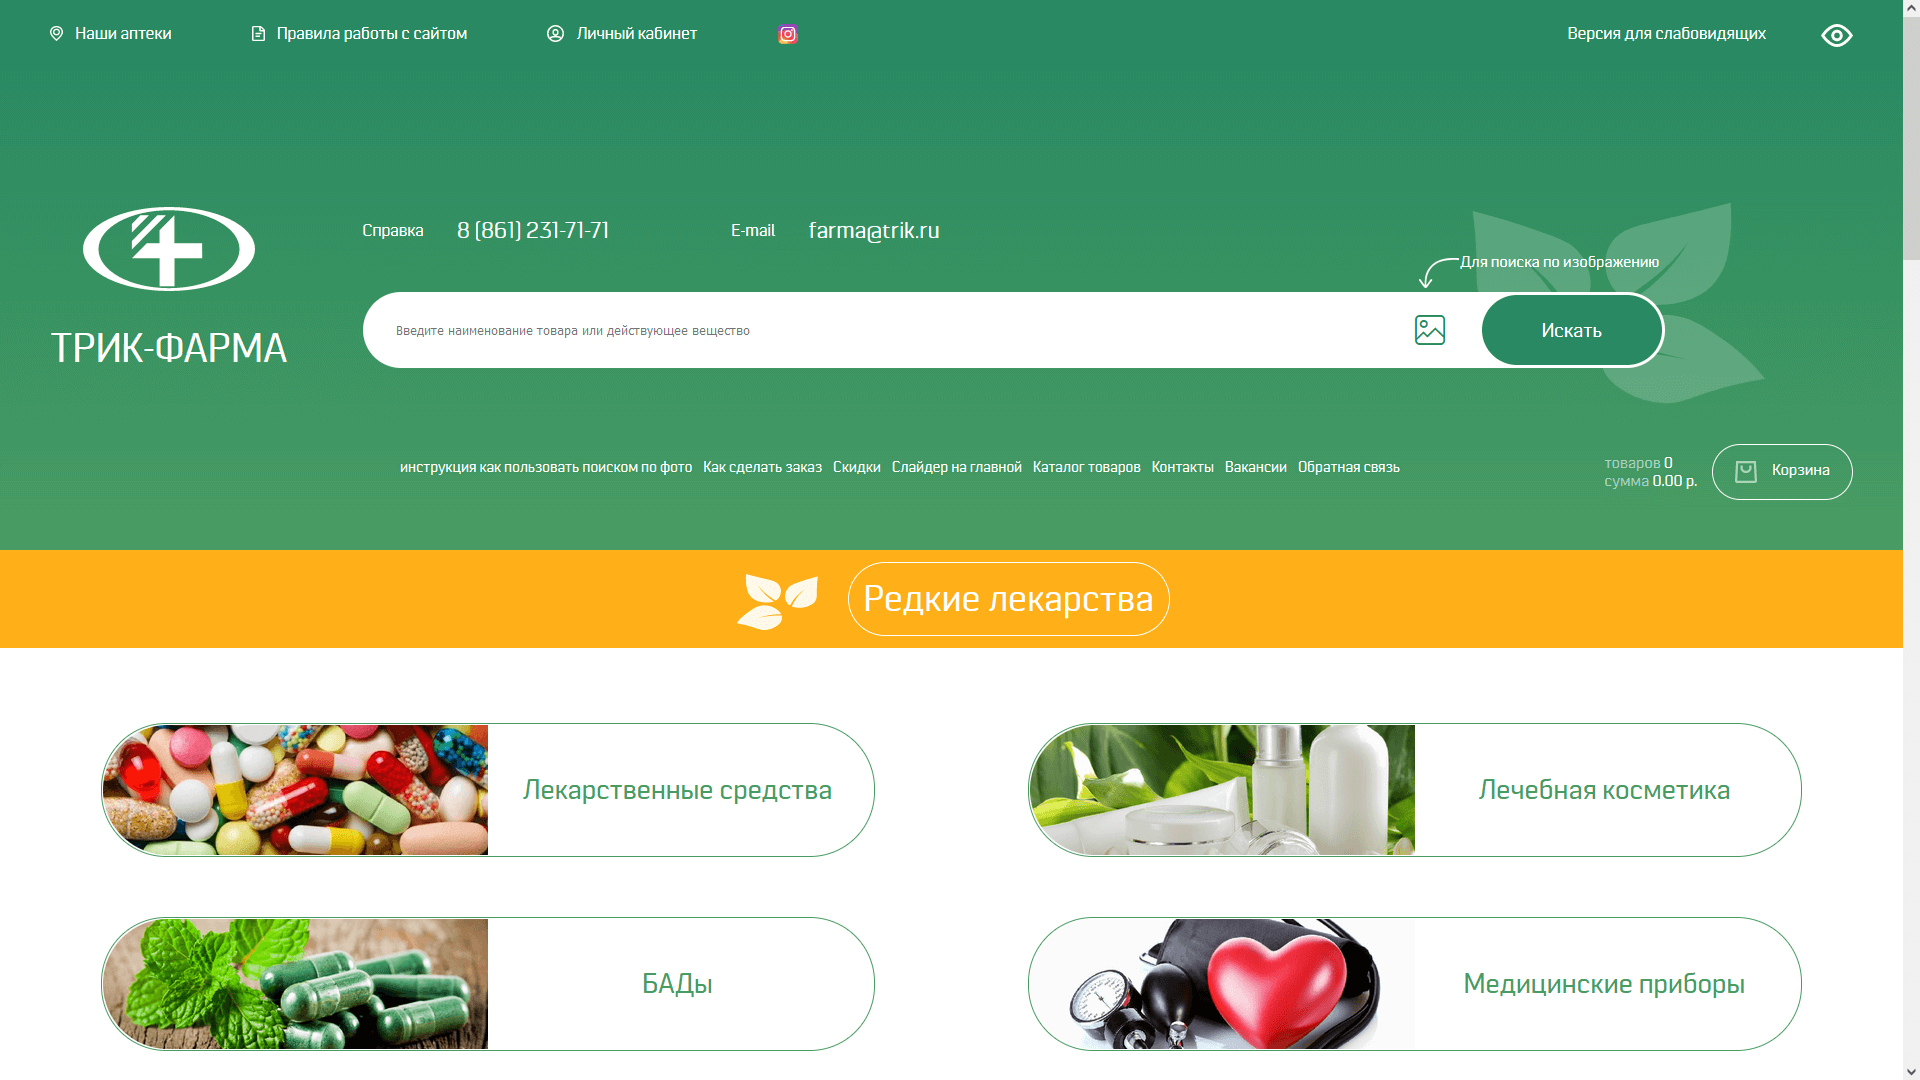 Наши аптеки
Правила работы с сайтом
Личный кабинет
Версия для слабовидящих
Справка
8 (861) 231-71-71
E-mail
farma@trik.ru
Для поиска по изображению
Введите наименование товара или действующее вещество
Искать
ТРИК-ФАРМА
инструкция как пользовать поиском по фото Как сделать заказ Скидки Слайдер на главной Каталог товаров Контакты Вакансии Обратная связь
товаров 0
сумма 0.00 р.
Корзина
Редкие лекарства
Лекарственные средства
Лечебная косметика
БАДы
Медицинские приборы